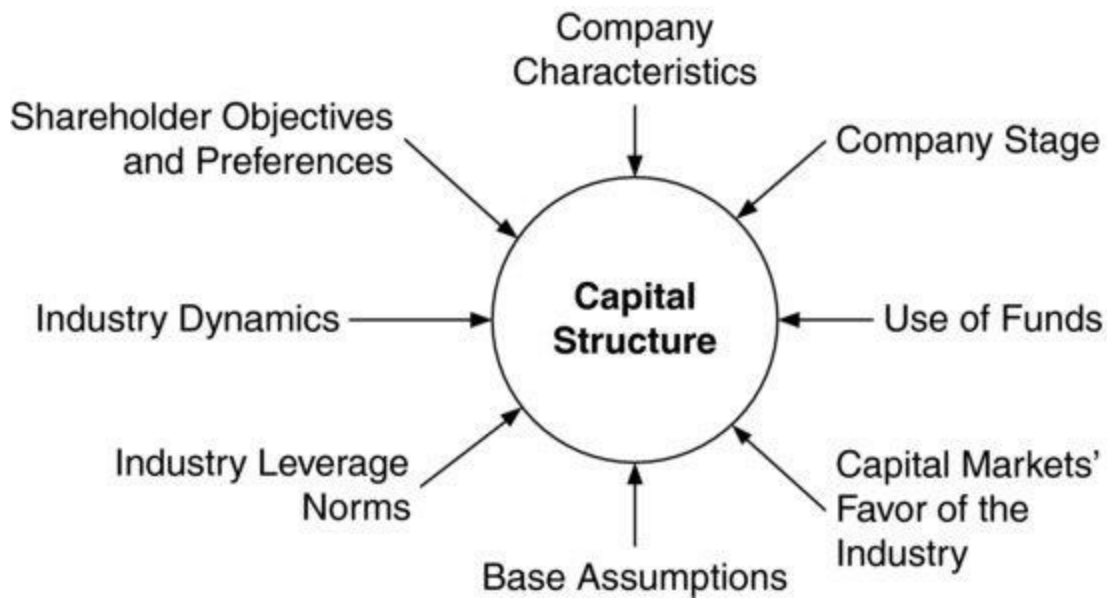 Company
Characteristics
Shareholder Objectives
and Preferences
Company Stage
Industry Dynamics
Capital
Structure
Use of Funds
Industry Leverage
Norms
Capital Markets’
Favor of the
Industry
Base Assumptions